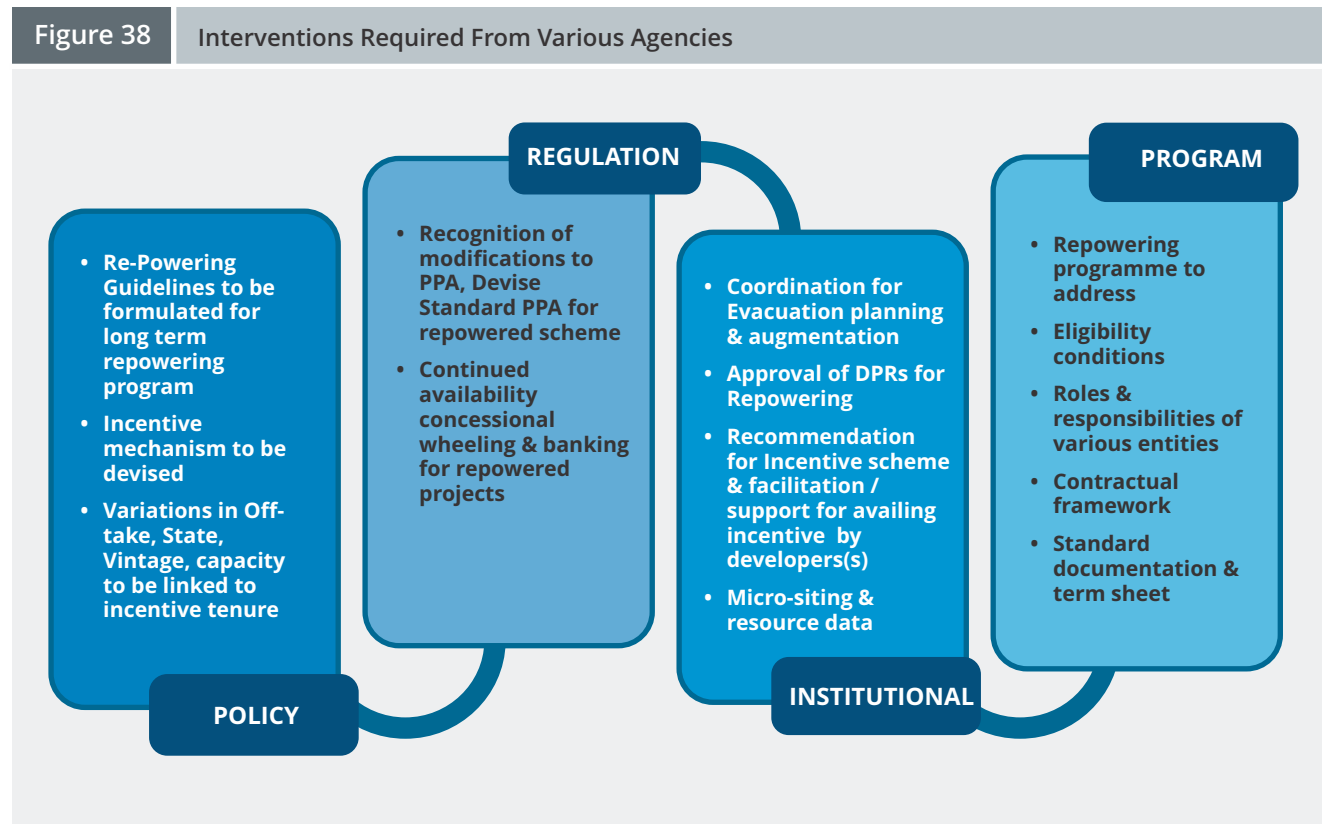 Figure 38
Interventions Required From Various Agencies
• Re-Powering
Guidelines to be
formulated for
long term
repowering
program
• Incentive
mechanism to be
devised
• Variations in Off-
take, State,
Vintage, capacity
to be linked to
incentive tenure
POLICY
REGULATION
• Recognition of
modifications to
PPA, Devise
Standard PPA for
repowered scheme
• Continued
availability
concessional
wheeling & banking
for repowered
projects
• Coordination for
Evacuation planning
& augmentation
• Approval of DPRs for
Repowering
• Recommendation
for Incentive scheme
& facilitation /
support for availing
incentive by
developers(s)
• Micro-siting &
resource data
INSTITUTIONAL
PROGRAM
• Repowering
programme to
address
• Eligibility
conditions
• Roles &
responsibilities of
various entities
• Contractual
framework
• Standard
documentation &
term sheet